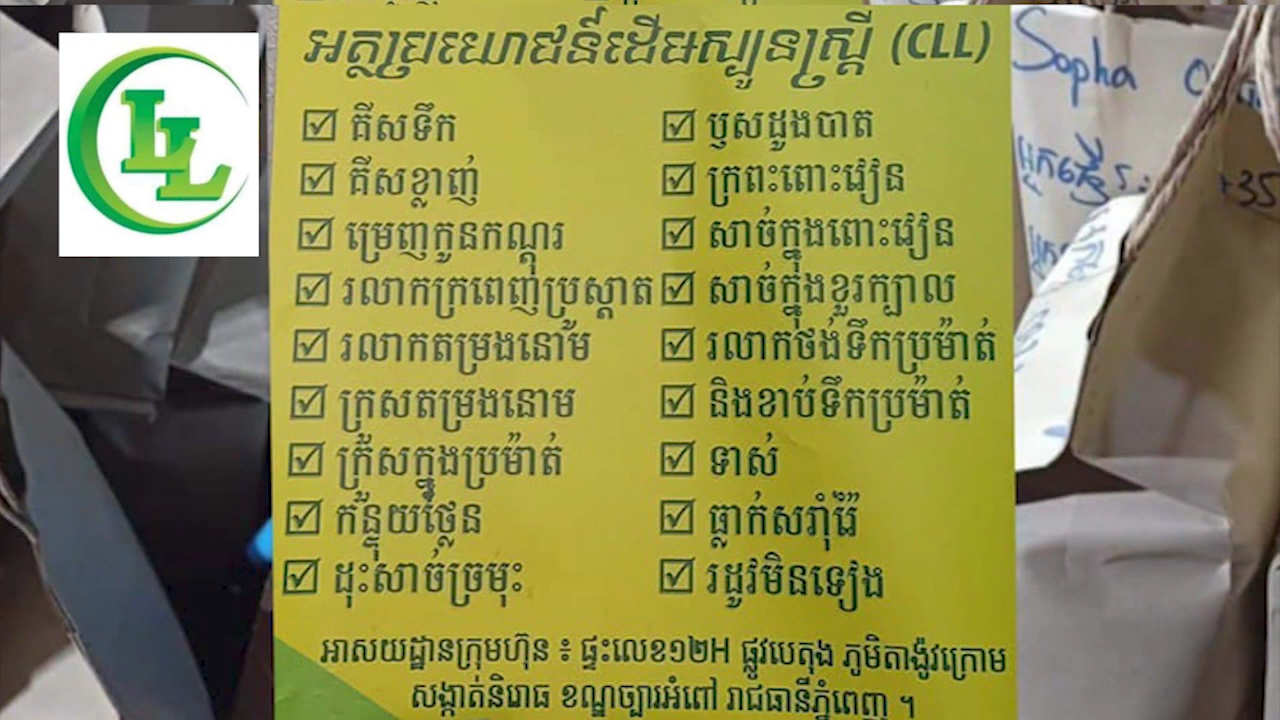 LL
អត្ថប្រយោជន៍ដើមស្បូនស្ត្រី (CLL)
☑ គីសទឹក
☑ គីសខ្លាញ់
☑ ម្រេញកូនកណ្ដុរ
☑ រលាកក្រពេញប្រូស្តាត
☑ រលាកតម្រងនោម
☑ គ្រួសតម្រងនោម
☑ គ្រួសក្នុងប្រម៉ាត់
☑ កន្ទុយថ្លែន
☑ ដុះសាច់ច្រមុះ
☑ ឫសដូងបាត
☑ ក្រពះពោះវៀន
☑ សាច់ក្នុងពោះវៀន
☑ សាច់ក្នុងខួរក្បាល
☑ រលាកថង់ទឹកប្រម៉ាត់
☑ និងខាប់ទឹកប្រម៉ាត់
☑ ទាស់
☑ ធ្លាក់សរាុំរ៉ៃ
☑ រដូវមិនទៀង
អាសយដ្ឋានក្រុមហ៊ុន ៖ ផ្ទះលេខ១២H ផ្លូវបេតុង ភូមិតាង៉ូវក្រោម
សង្កាត់និរោធ ខណ្ឌច្បារអំពៅ រាជធានីភ្នំពេញ ។
Sopha